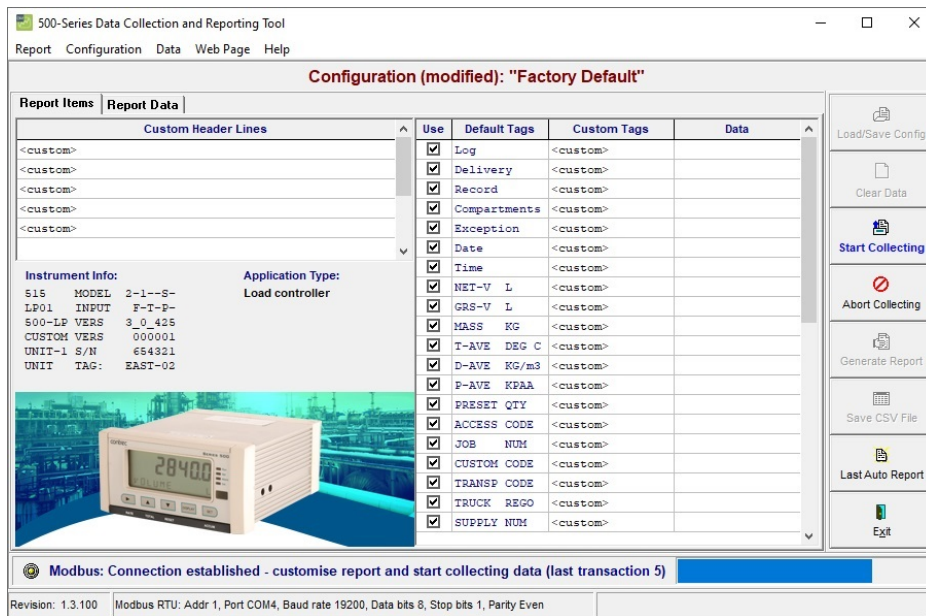 500-Series Data Collection and Reporting Tool
Report Configuration Data Web Page Help
Configuration (modified): "Factory Default"
Report Items Report Data
Custom Header Lines
<custom>
<custom>
<custom>
<custom>
<custom>
Instrument Info:
515 MODEL 2-1--S-
LP01 INPUT F-T-P-
500-LP VERS 3_0_425
CUSTOM VERS 000001
UNIT-1 S/N 654321
UNIT TAG: EAST-02
Application Type:
Load controller
contrec
2840.0
VOLUME
Use Default Tags Custom Tags Data
Log <custom>
Delivery <custom>
Record <custom>
Compartments <custom>
Exception <custom>
Date <custom>
Time <custom>
NET-V L <custom>
GRS-V L <custom>
MASS KG <custom>
T-AVE DEG C <custom>
D-AVE KG/m3 <custom>
P-AVE KPAA <custom>
PRESET QTY <custom>
ACCESS CODE <custom>
JOB NUM <custom>
CUSTOM CODE <custom>
TRANSP CODE <custom>
TRUCK REGO <custom>
SUPPLY NUM <custom>
Load/Save Config
Clear Data
Start Collecting
Abort Collecting
Generate Report
Save CSV File
Last Auto Report
Exit
Modbus: Connection established - customise report and start collecting data (last transaction 5)
Revision: 1.3.100 Modbus RTU: Addr 1, Port COM4, Baud rate 19200, Data bits 8, Stop bits 1, Parity Even